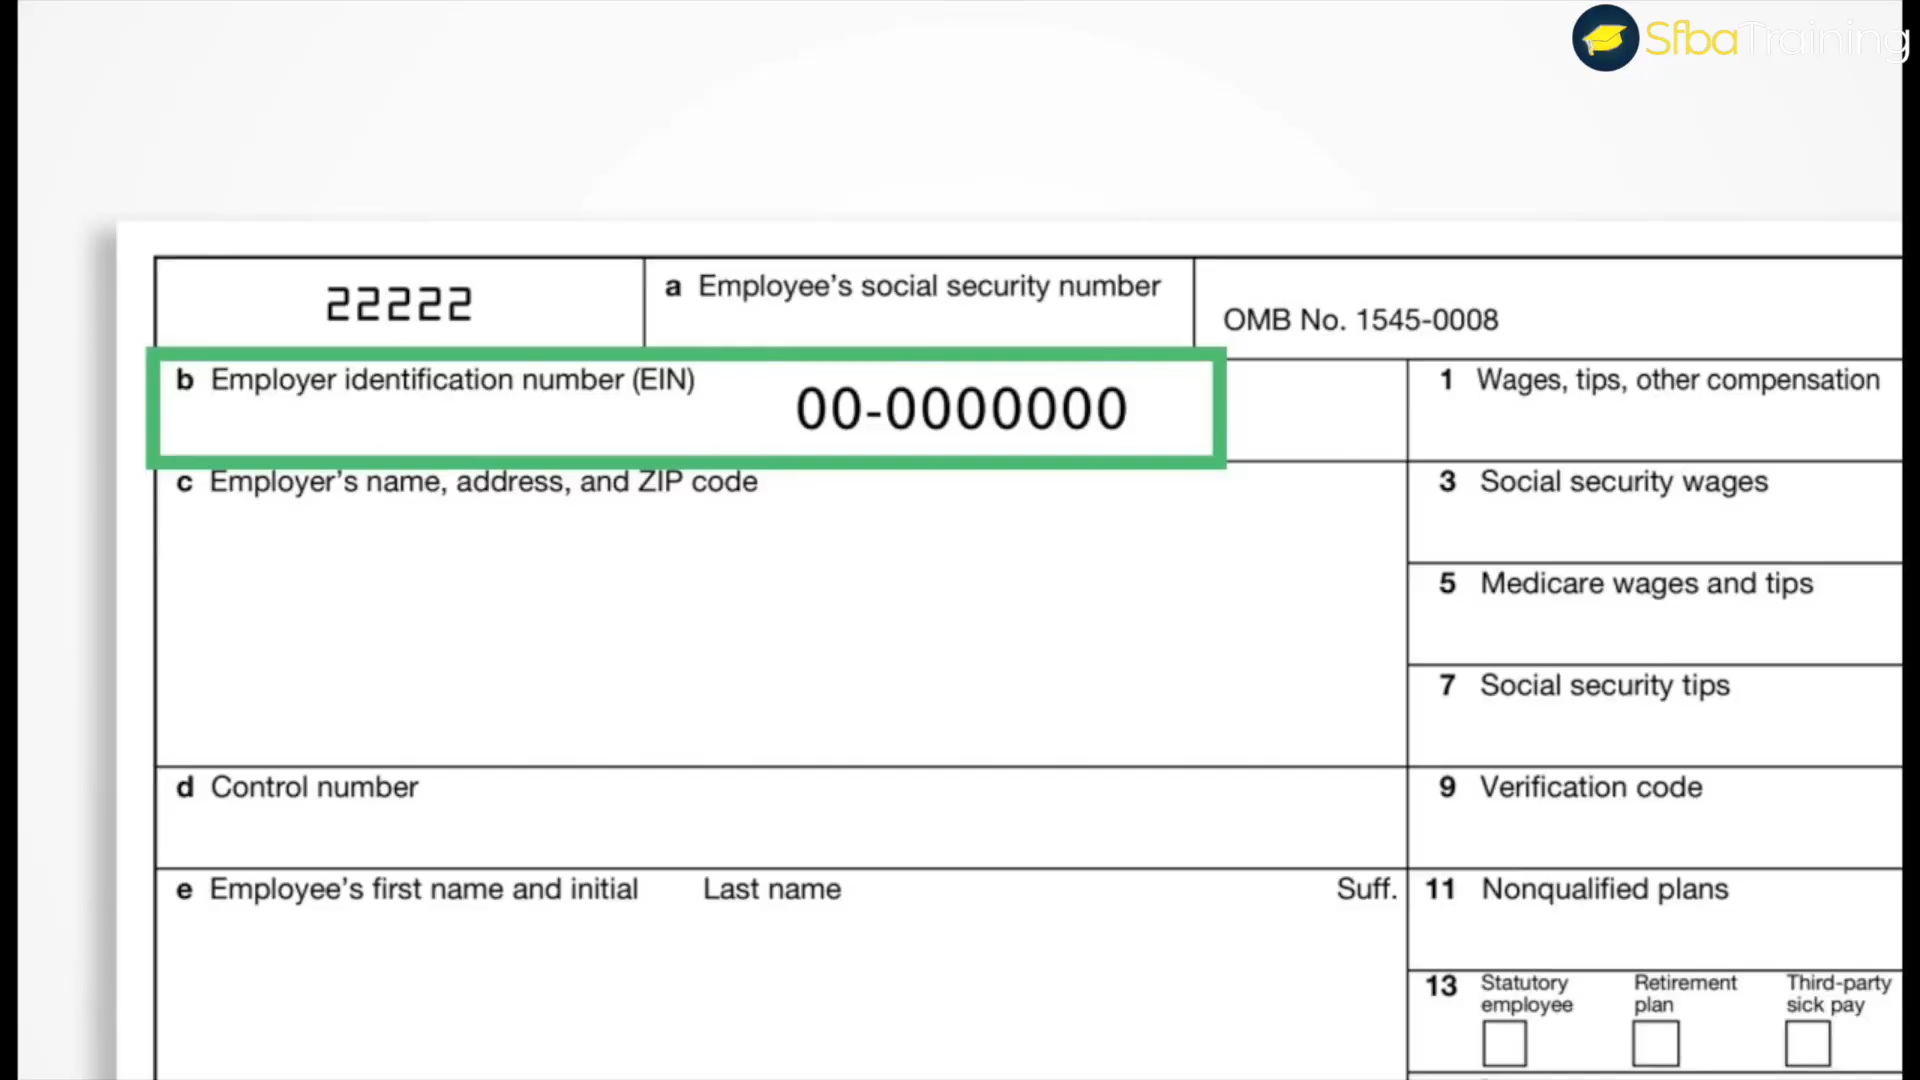 SfbaTraining
22222
a Employee’s social security number
OMB No. 1545-0008
b Employer identification number (EIN)
00-0000000
1 Wages, tips, other compensation
c Employer’s name, address, and ZIP code
3 Social security wages
5 Medicare wages and tips
7 Social security tips
d Control number
9 Verification code
e Employee’s first name and initial Last name Suff.
11 Nonqualified plans
13 Statutory employee
Retirement plan
Third-party sick pay